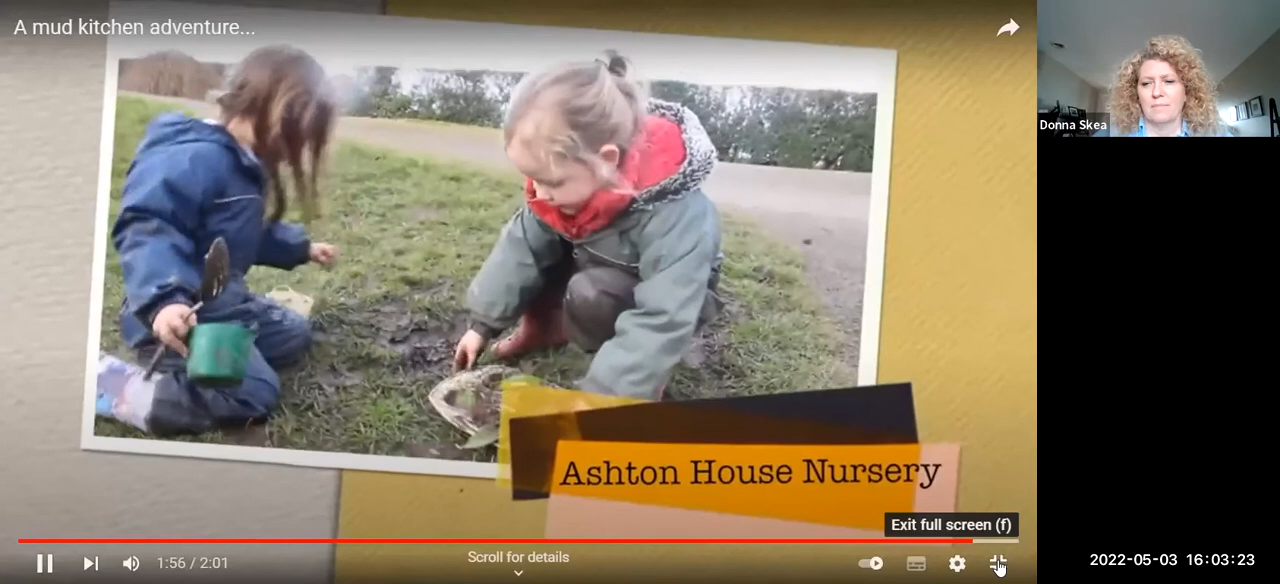 A mud kitchen adventure...
Donna Skea
Ashton House Nursery
Exit full screen (f)
1:56 / 2:01
Scroll for details
2022-05-03 16:03:23